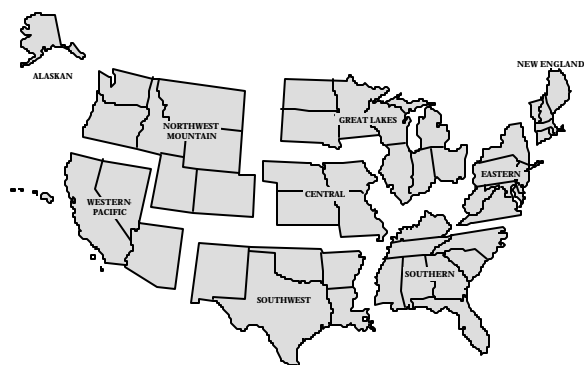 NEW ENGLAND
ALASKAN
GREAT LAKES
NORTHWEST
MOUNTAIN
EASTERN
CENTRAL
WESTERN-
PACIFIC
SOUTHERN
SOUTHWEST